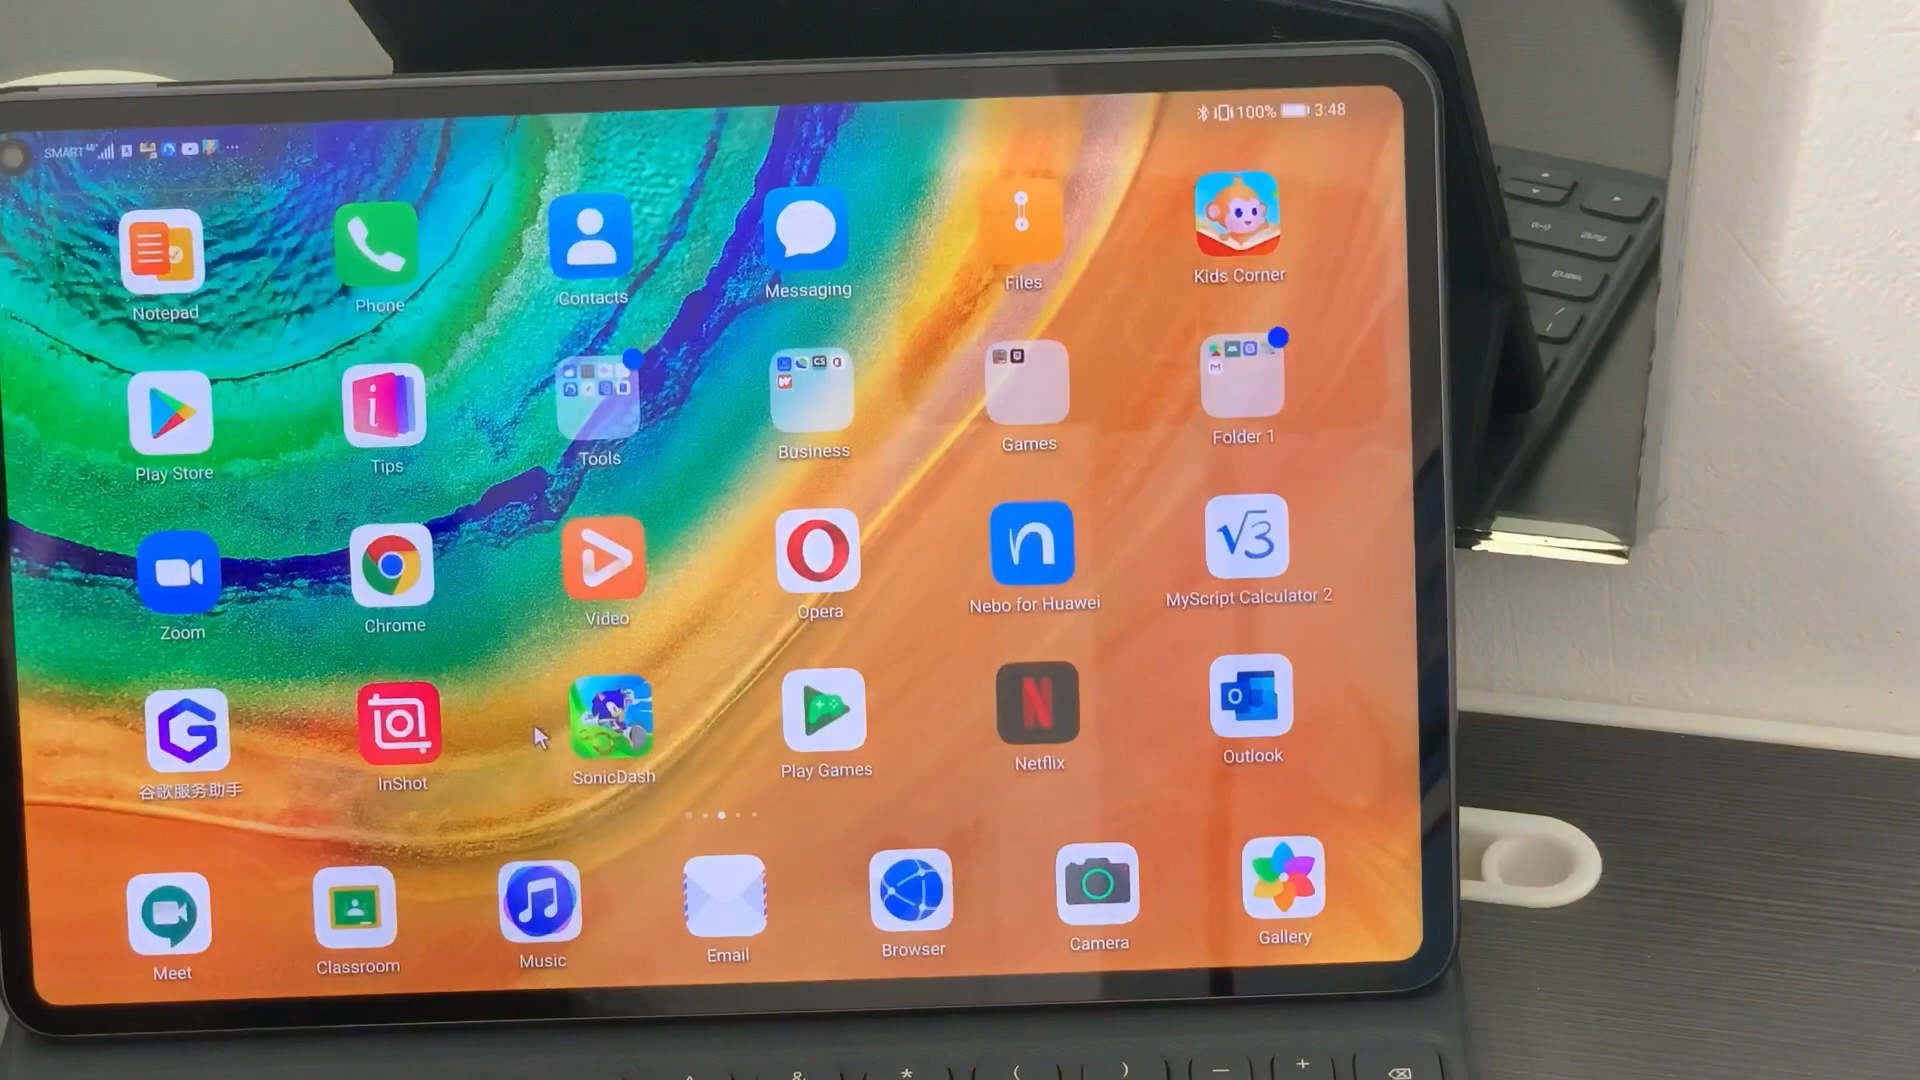 SMART
100% 3:48
Notepad
Phone
Contacts
Messaging
Files
Kids Corner
Play Store
Tips
Tools
Business
Games
Folder 1
Zoom
Chrome
Video
Opera
Nebo for Huawei
MyScript Calculator 2
谷歌服务助手
InShot
SonicDash
Play Games
Netflix
Outlook
Meet
Classroom
Music
Email
Browser
Camera
Gallery